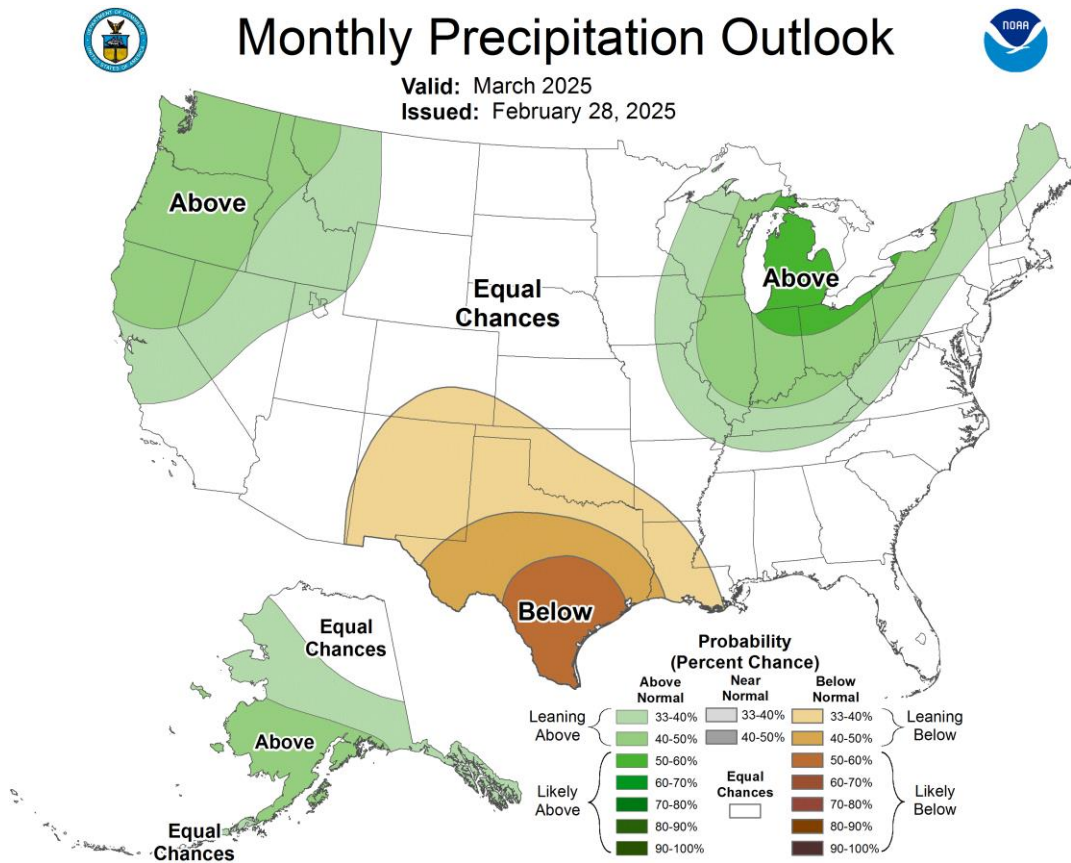 Monthly Precipitation Outlook
NOAA
Valid: March 2025
Issued: February 28, 2025
Above
Equal
Chances
Above
Below
Equal
Chances
Above
Equal
Chances
Probability
(Percent Chance)
Above
Normal
Near
Normal
Below
Normal
Leaning
Above
33-40%
40-50%
33-40%
40-50%
33-40%
40-50%
Leaning
Below
Likely
Above
50-60%
60-70%
70-80%
80-90%
90-100%
Equal
Chances
50-60%
60-70%
70-80%
80-90%
90-100%
Likely
Below